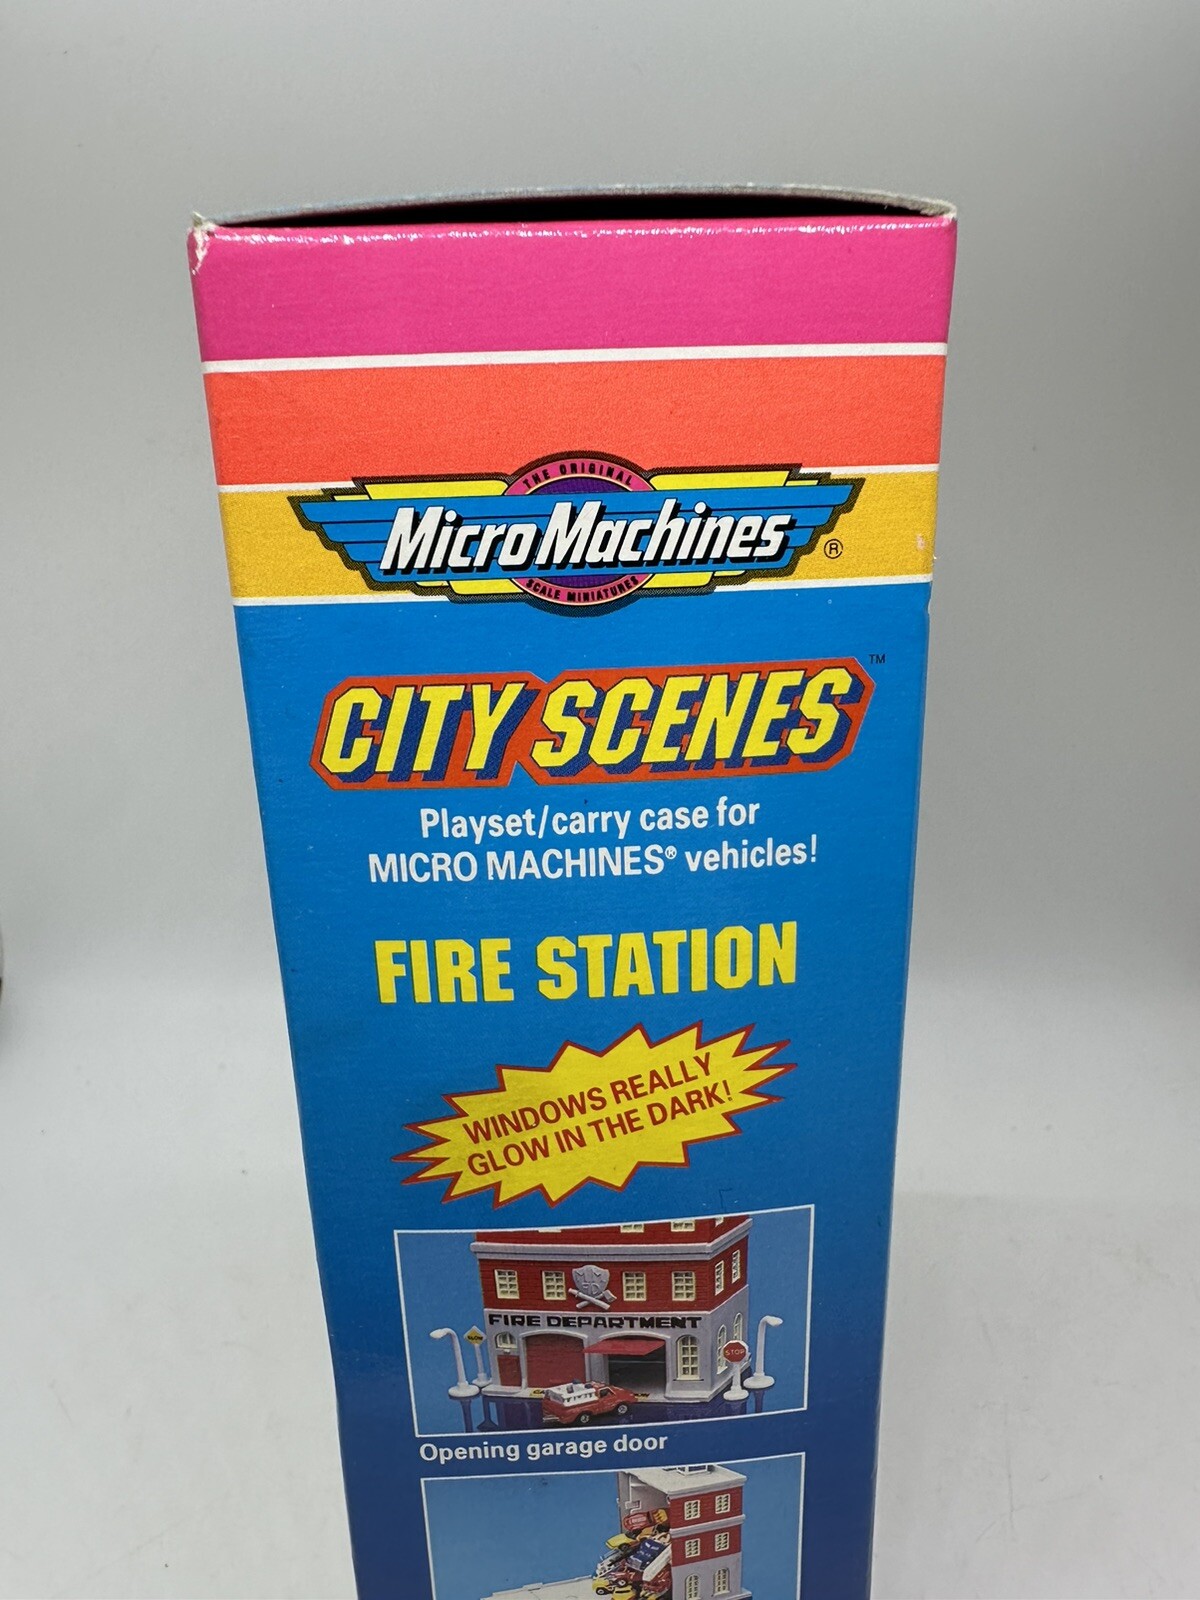 THE ORIGINAL
Micro Machines ®
SCALE MINIATURES
CITY SCENES ™
Playset/carry case for
MICRO MACHINES® vehicles!
FIRE STATION
WINDOWS REALLY
GLOW IN THE DARK!
FIRE DEPARTMENT
SLOW
STOP
Opening garage door